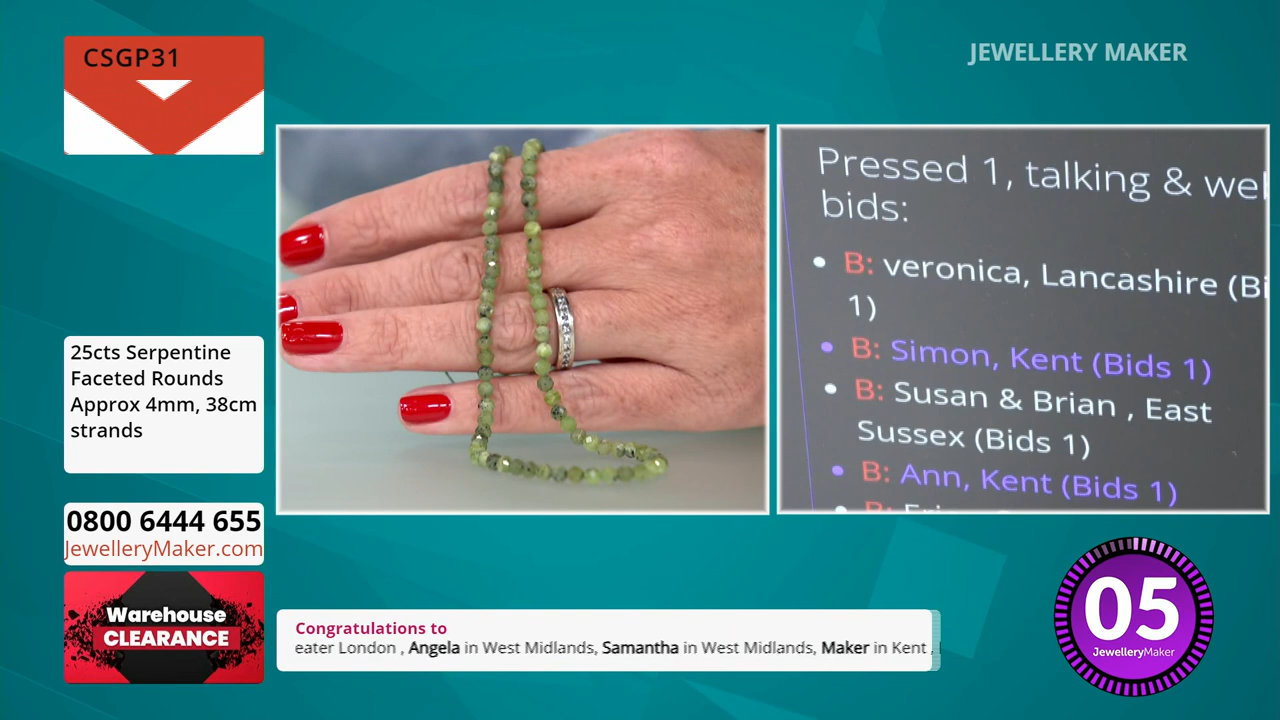 CSGP31
JEWELLERY MAKER
Pressed 1, talking &
bids:
B: veronica, Lancashire
1)
B: Simon, Kent (Bids 1)
B: Susan & Brian , East
Sussex (Bids 1)
B: Ann, Kent (Bids 1)
25cts Serpentine
Faceted Rounds
Approx 4mm, 38cm
strands
0800 6444 655
JewelleryMaker.com
Warehouse
CLEARANCE
Congratulations to
eater London , Angela in West Midlands, Samantha in West Midlands, Maker in Kent ,
05
JewelleryMaker